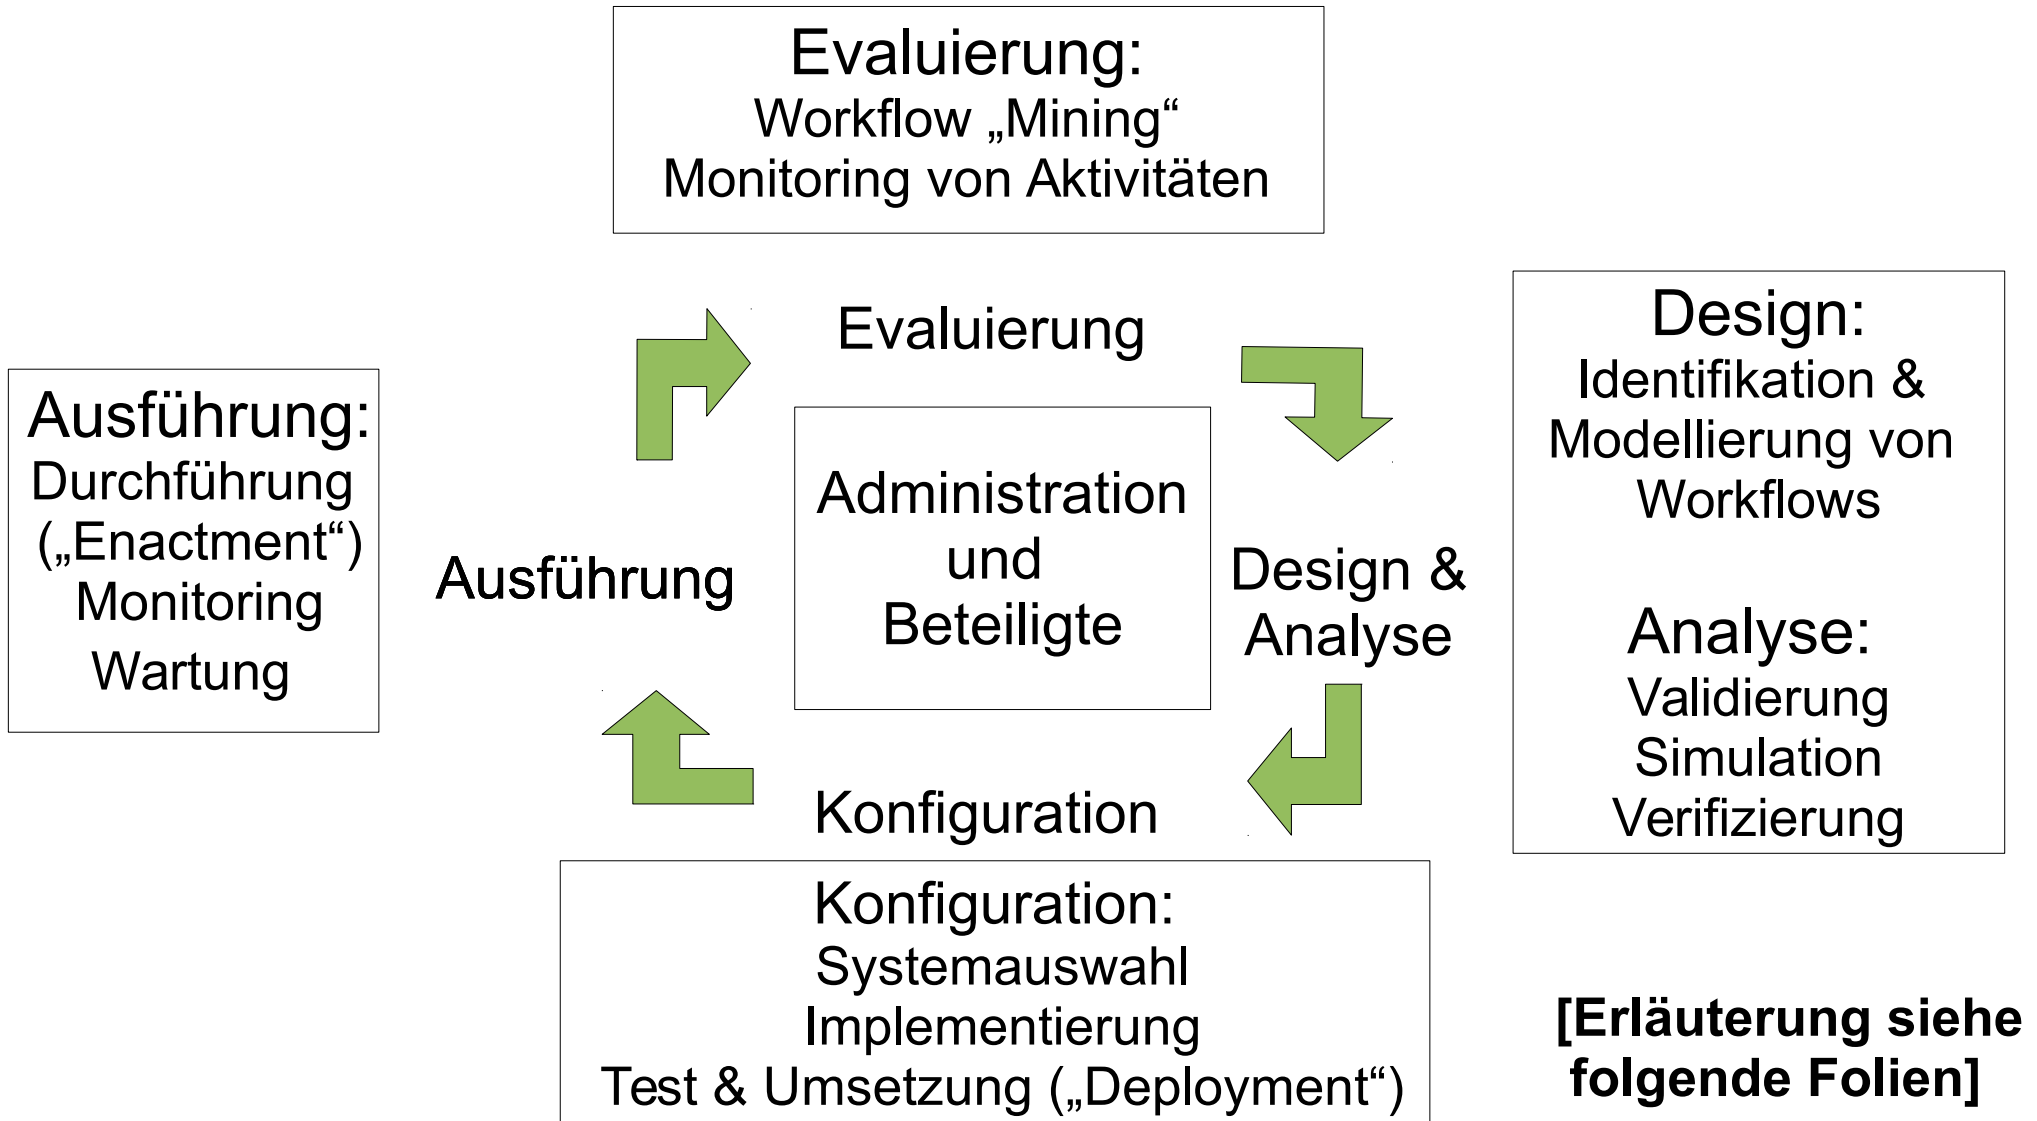 Evaluierung:
Workflow „Mining“
Monitoring von Aktivitäten
Evaluierung
Ausführung:
Durchführung
(„Enactment“)
Monitoring
Wartung
Ausführung
Administration
und
Beteiligte
Design &
Analyse
Design:
Identifikation &
Modellierung von
Workflows
Analyse:
Validierung
Simulation
Verifizierung
Konfiguration
Konfiguration:
Systemauswahl
Implementierung
Test & Umsetzung („Deployment“)
[Erläuterung siehe
folgende Folien]